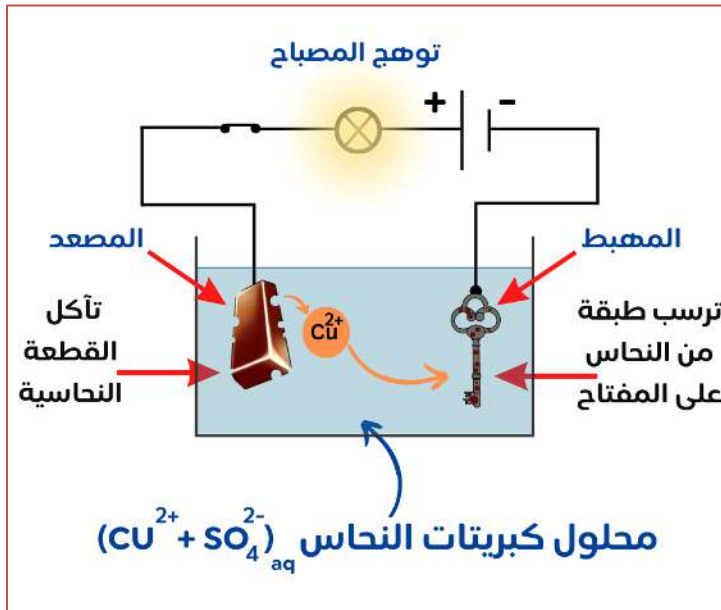 توهج المصباح
+ -
المصعد
المهبط
تآكل
القطعة
النحاسية
Cu²⁺
ترسب طبقة
من النحاس
على المفتاح
محلول كبريتات النحاس (CU²⁺ + SO₄²⁻)aq